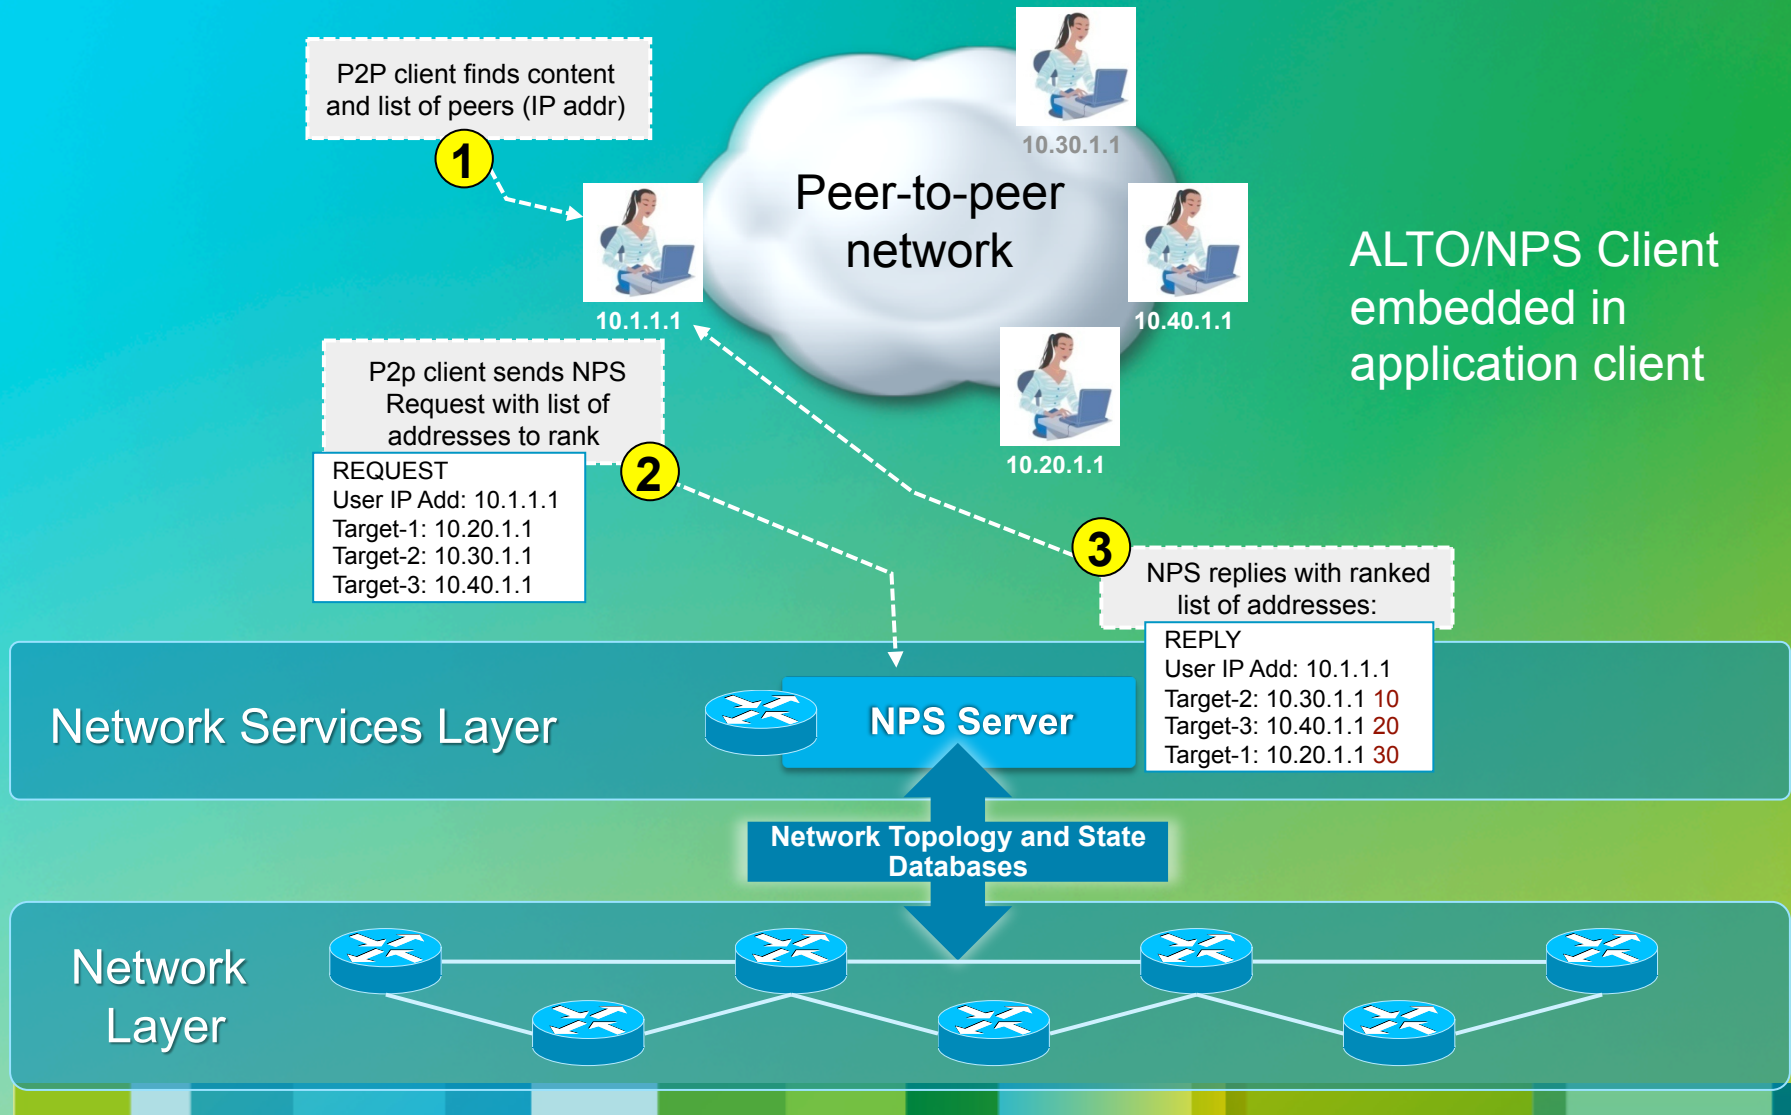 P2P client finds content
and list of peers (IP addr)
1
10.30.1.1
Peer-to-peer
network
10.1.1.1
10.40.1.1
10.20.1.1
ALTO/NPS Client
embedded in
application client
P2p client sends NPS
Request with list of
addresses to rank
2
REQUEST
User IP Add: 10.1.1.1
Target-1: 10.20.1.1
Target-2: 10.30.1.1
Target-3: 10.40.1.1
3
NPS replies with ranked
list of addresses:
REPLY
User IP Add: 10.1.1.1
Target-2: 10.30.1.1 10
Target-3: 10.40.1.1 20
Target-1: 10.20.1.1 30
Network Services Layer
NPS Server
Network Topology and State
Databases
Network
Layer